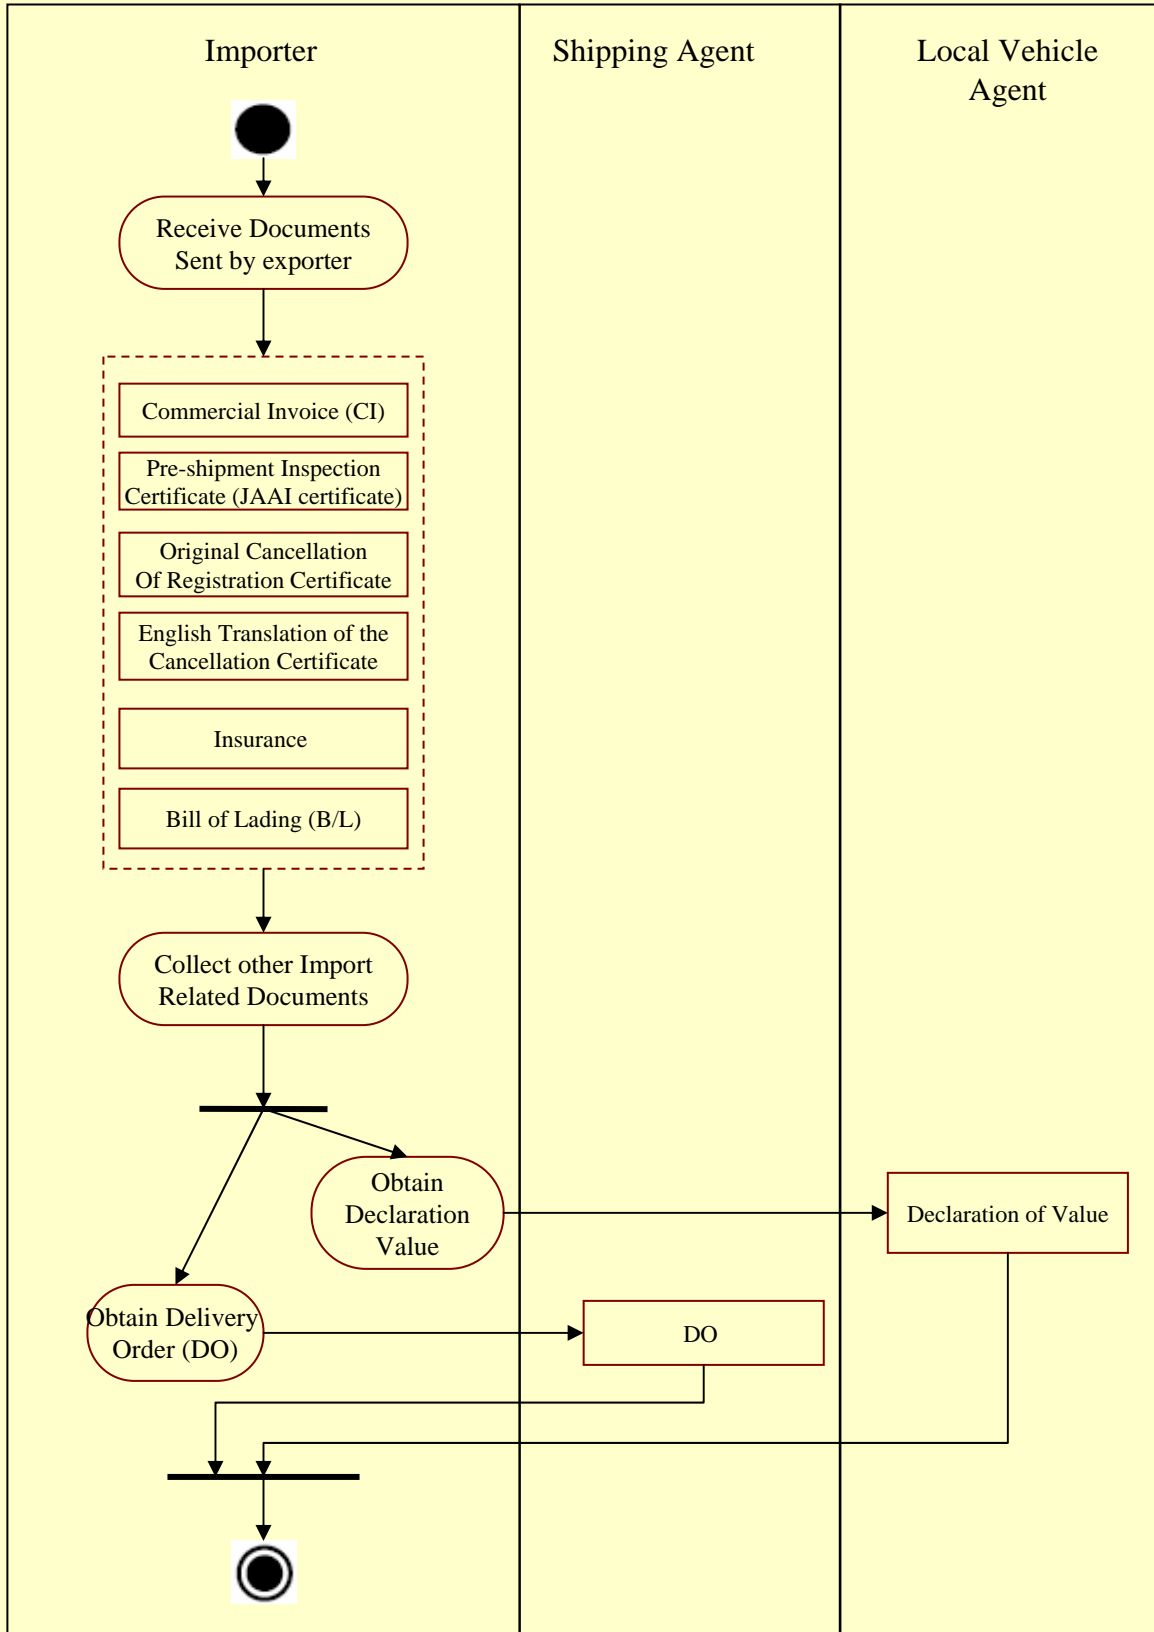 Importer
Shipping Agent
Local Vehicle
Agent
Receive Documents
Sent by exporter
Commercial Invoice (CI)
Pre-shipment Inspection
Certificate (JAAI certificate)
Original Cancellation
Of Registration Certificate
English Translation of the
Cancellation Certificate
Insurance
Bill of Lading (B/L)
Collect other Import
Related Documents
Obtain
Declaration
Value
Declaration of Value
Obtain Delivery
Order (DO)
DO